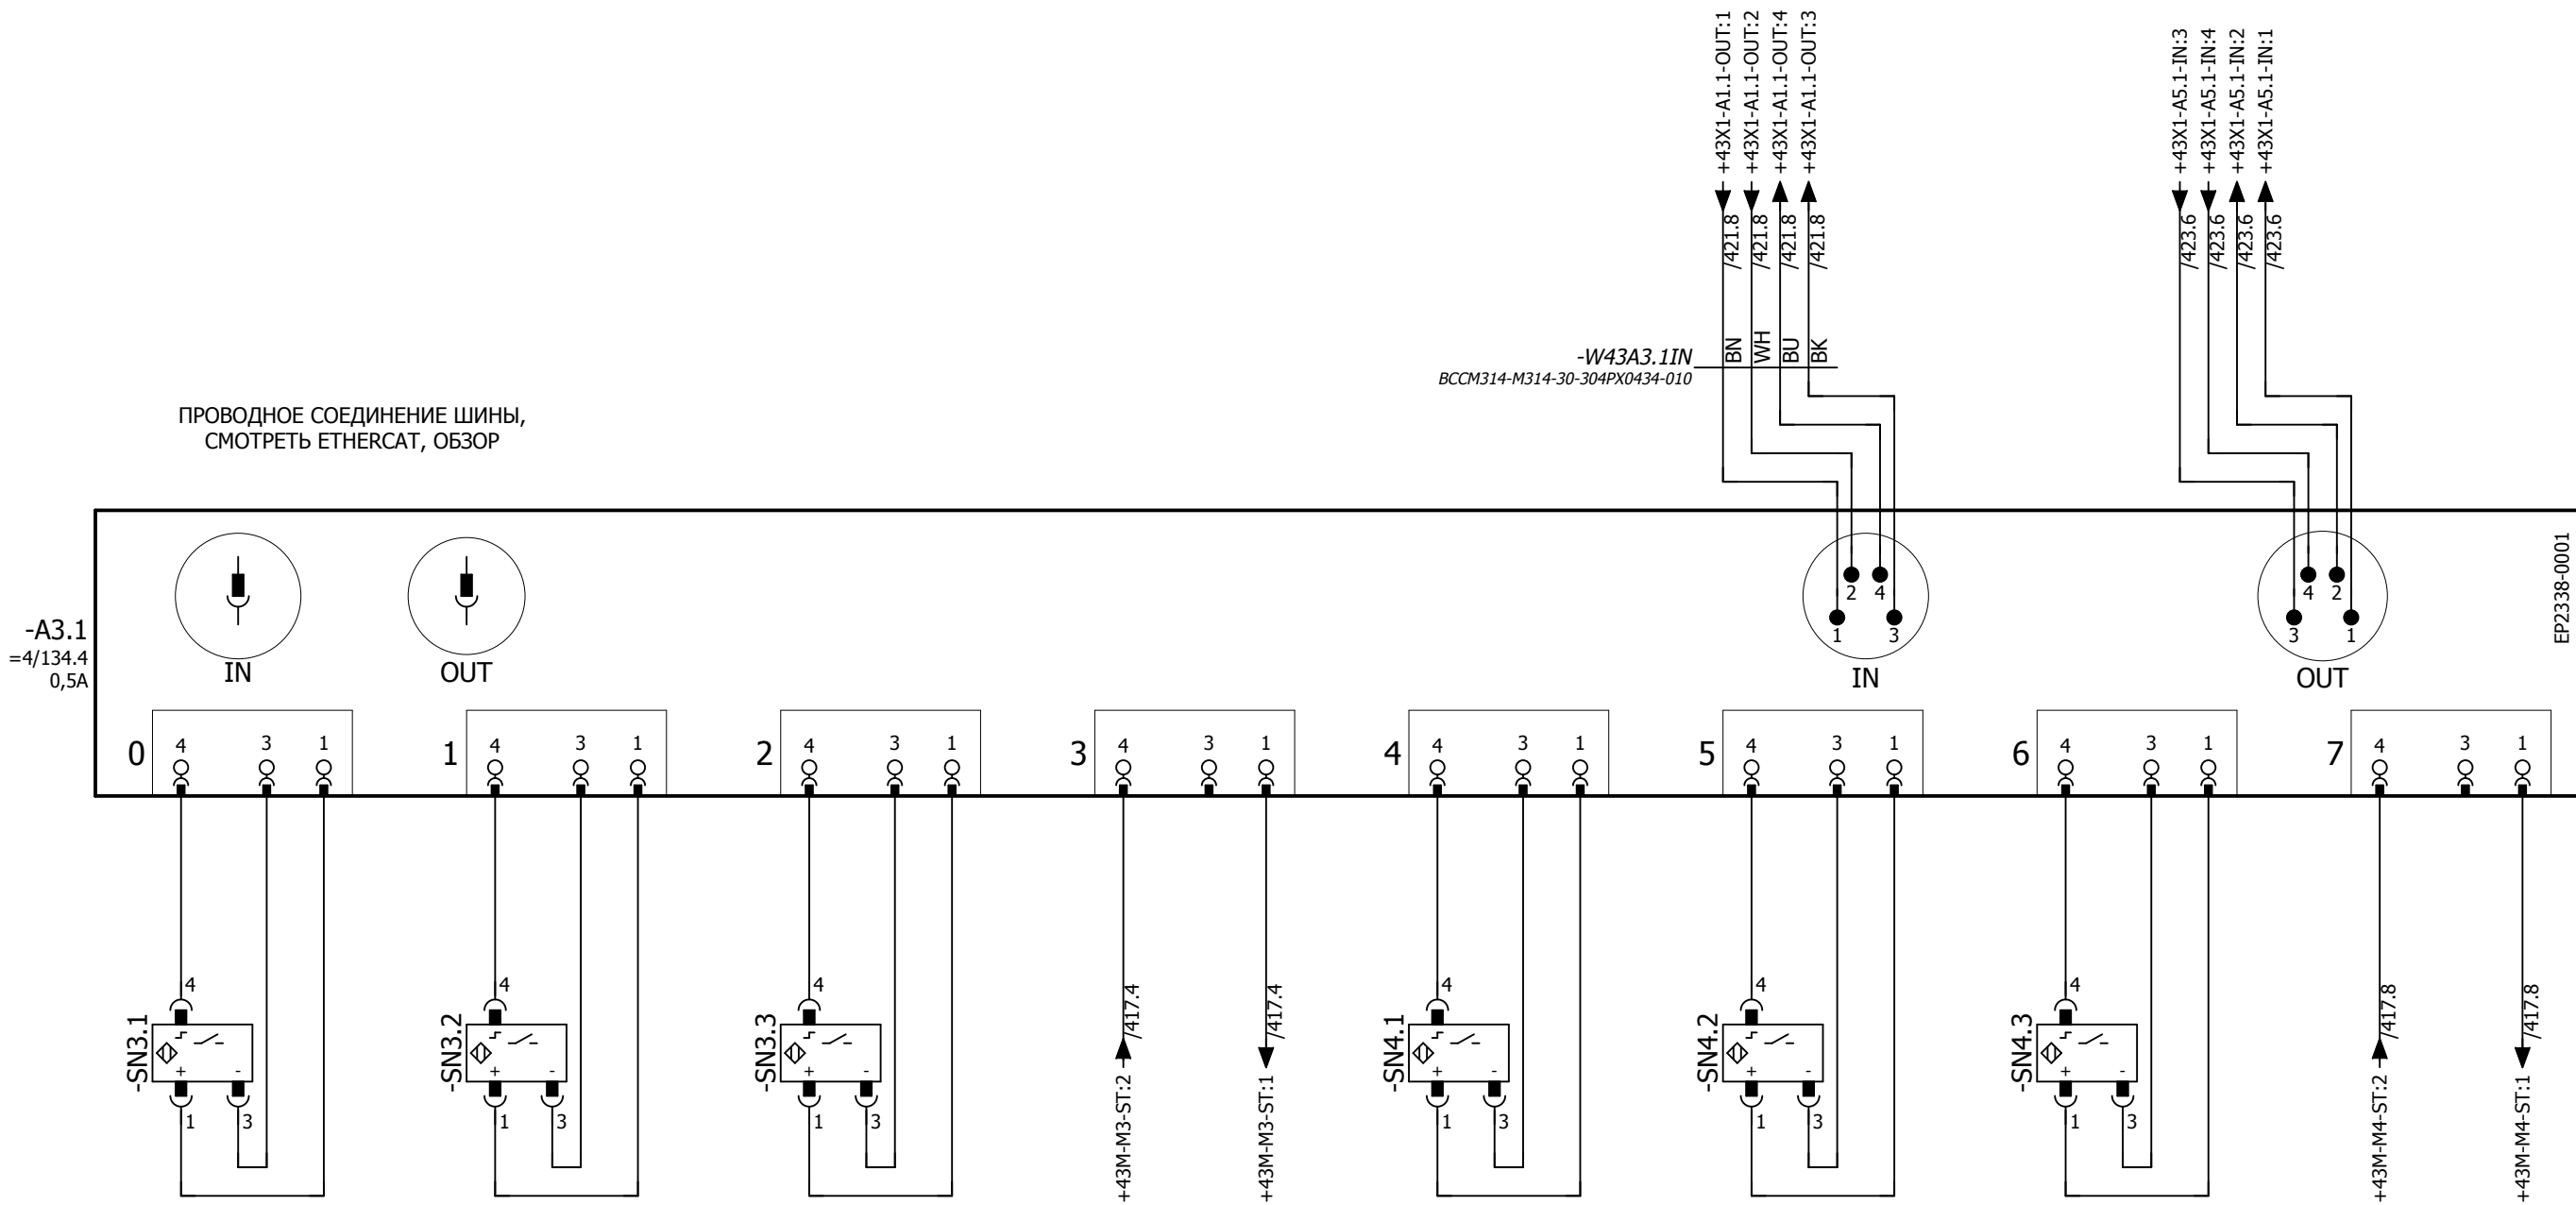 +43X1-A1.1-OUT:1
+43X1-A1.1-OUT:2
+43X1-A1.1-OUT:4
+43X1-A1.1-OUT:3
+43X1-A5.1-IN:3
+43X1-A5.1-IN:4
+43X1-A5.1-IN:2
+43X1-A5.1-IN:1
/421.8
/421.8
/421.8
/421.8
/423.6
/423.6
/423.6
/423.6
-W43A3.1IN
BCCM314-M314-30-304PX0434-010
BN
WH
BU
BK
ПРОВОДНОЕ СОЕДИНЕНИЕ ШИНЫ,
СМОТРЕТЬ ETHERCAT, ОБЗОР
-A3.1
=4/134.4
0,5A
IN
OUT
2 4
1 3
IN
4 2
3 1
OUT
EP2338-0001
0 4 3 1
1 4 3 1
2 4 3 1
3 4 3 1
4 4 3 1
5 4 3 1
6 4 3 1
7 4 3 1
-SN3.1
4
+ -
1 3
-SN3.2
4
+ -
1 3
-SN3.3
4
+ -
1 3
/417.4
+43M-M3-ST:2
/417.4
+43M-M3-ST:1
-SN4.1
4
+ -
1 3
-SN4.2
4
+ -
1 3
-SN4.3
4
+ -
1 3
/417.8
+43M-M4-ST:2
/417.8
+43M-M4-ST:1